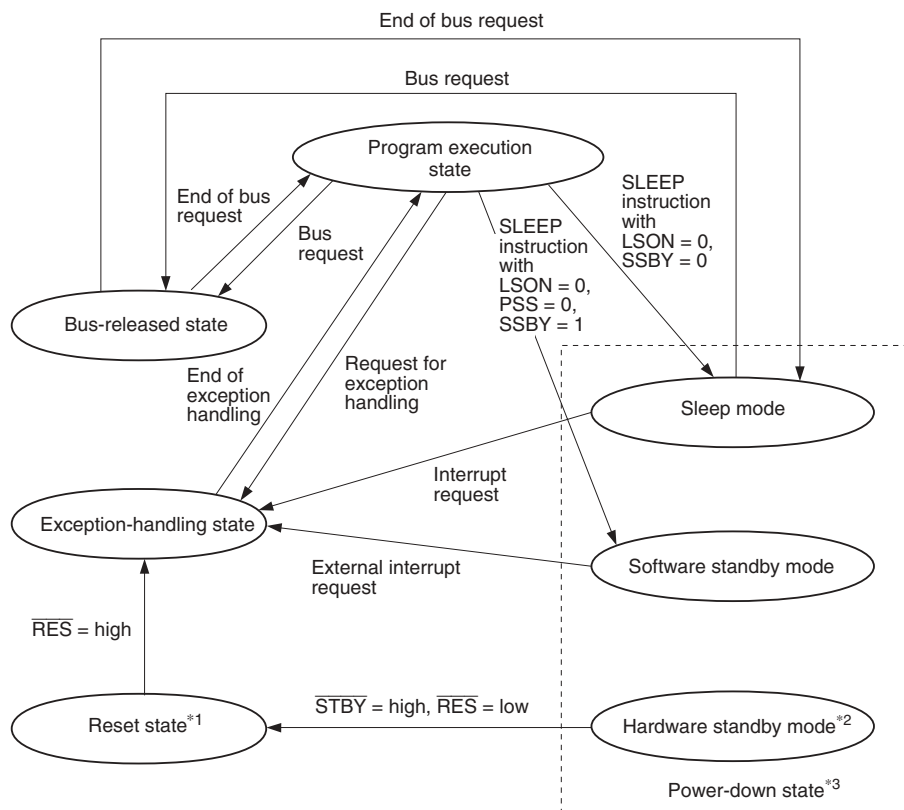 End of bus request
Bus request
Program execution
state
End of bus
request
Bus
request
SLEEP
instruction
with
LSON = 0,
PSS = 0,
SSBY = 1
SLEEP
instruction
with
LSON = 0,
SSBY = 0
Bus-released state
End of
exception
handling
Request for
exception
handling
Sleep mode
Interrupt
request
Exception-handling state
External interrupt
request
Software standby mode
RES = high
STBY = high, RES = low
Reset state*1
Hardware standby mode*2
Power-down state*3